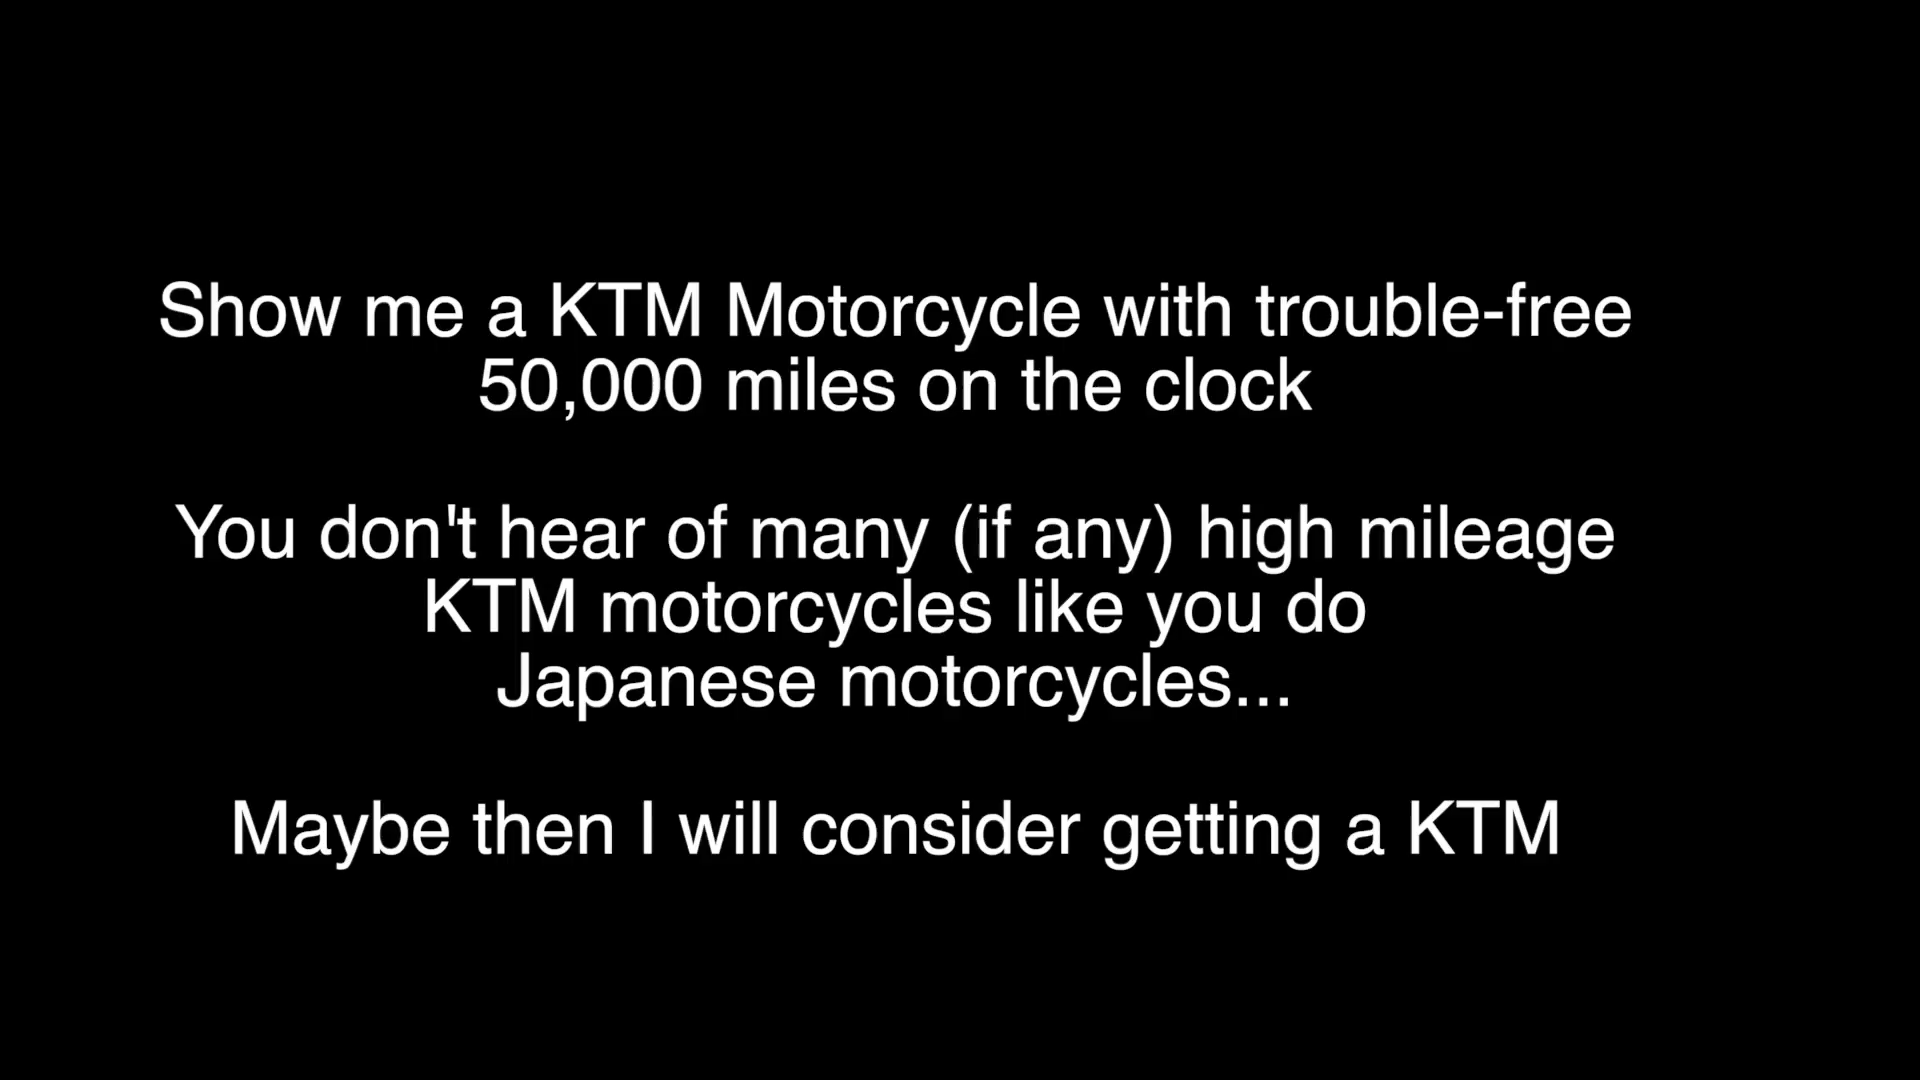 Show me a KTM Motorcycle with trouble-free
50,000 miles on the clock
You don't hear of many (if any) high mileage
KTM motorcycles like you do
Japanese motorcycles...
Maybe then I will consider getting a KTM